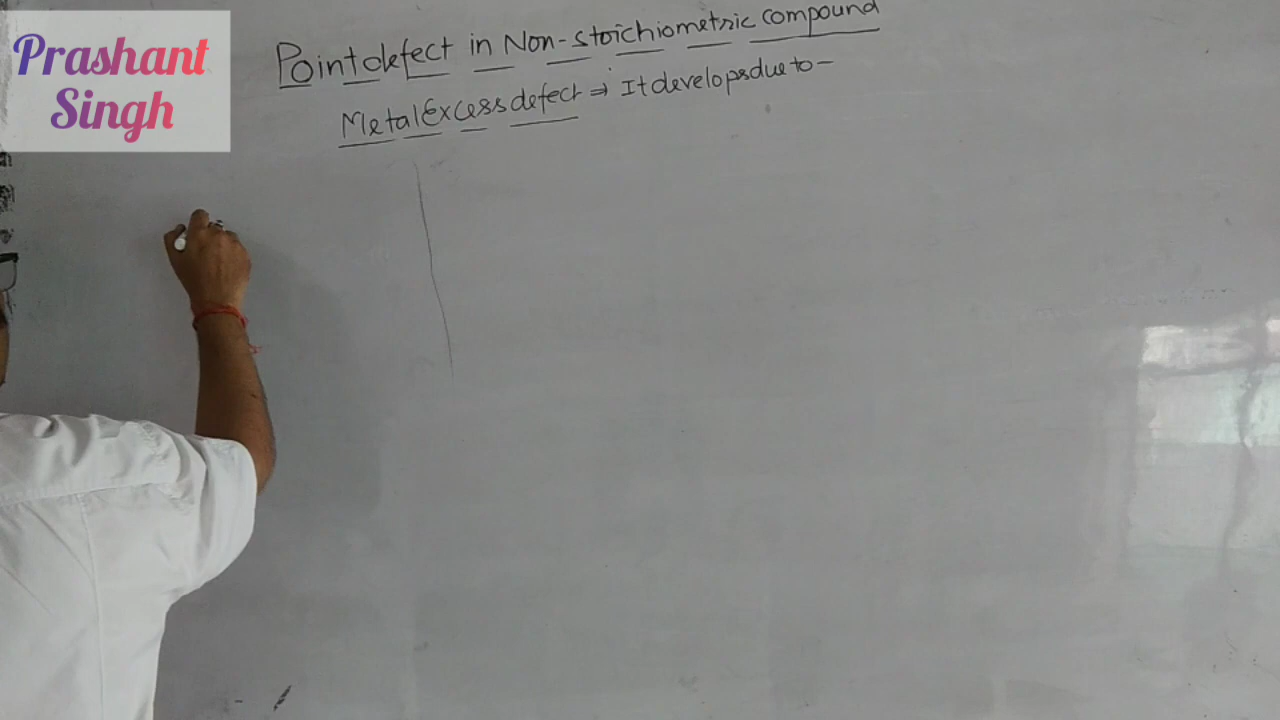 Prashant
Singh
Point defect in Non-stoichiometric compound
Metal Excess defect ⇒ It develops due to -